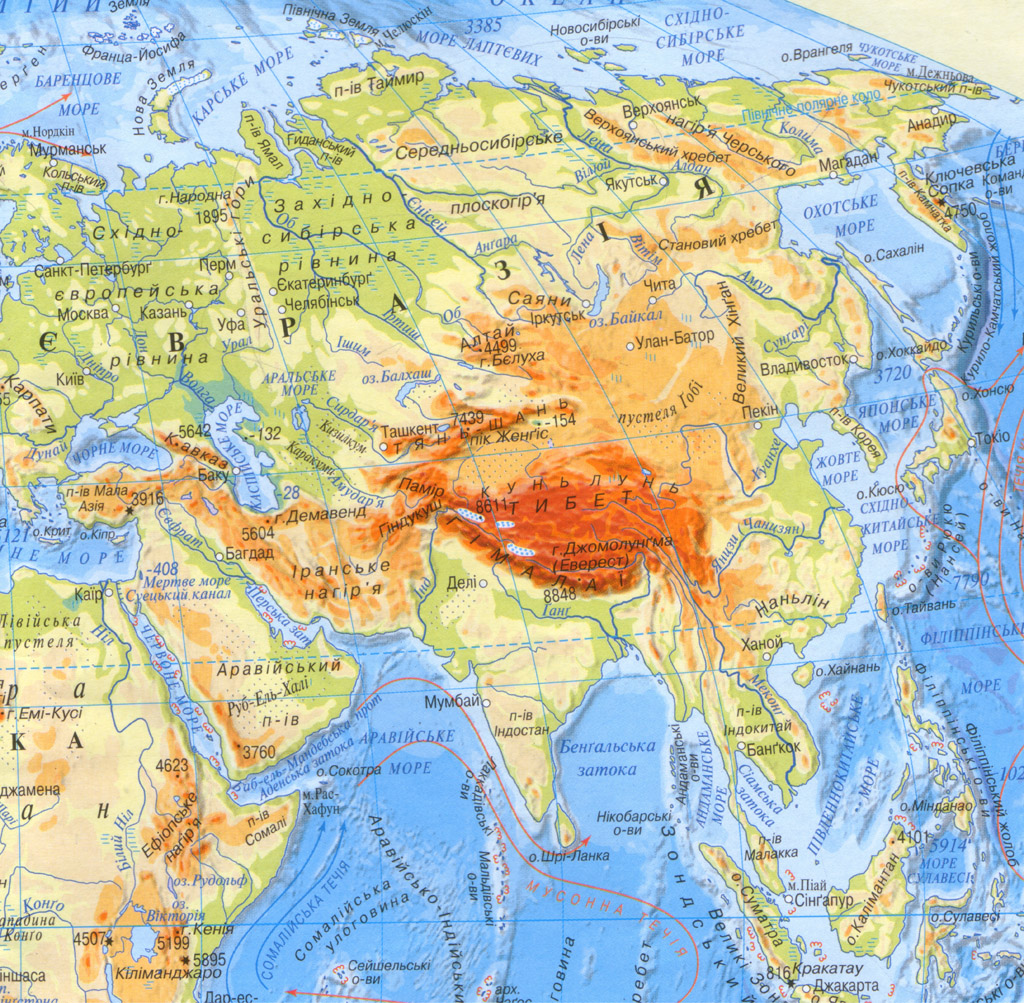 Земля
Франца-Йосифа
Північна Земля
м.Челюскін
3385
МОРЕ ЛАПТЄВИХ
Новосибірські
о-ви
СХІДНО-
СИБІРСЬКЕ
МОРЕ
о.Врангеля
ЧУКОТСЬКЕ
МОРЕ
м.Дежньова
Чукотський п-ів
БАРЕНЦОВЕ
МОРЕ
Нова Земля
КАРСЬКЕ МОРЕ
п-ів Таймир
п-ів Ямал
Гиданський
п-ів
Верхоянськ
Верхоянський хребет
нагір'я Черського
Північне полярне коло
Колима
Анадир
м.Нордкін
Мурманськ
Кольський
п-ів
Середньосибірське
плоскогір'я
Лена
Вілюй
Алдан
Якутськ
Магадан
Ключевська
Сопка
4750
п-ів Камчатка
Команд
о-ви
г.Народна
1895
Уральські гори
Західно
сибірська
рівнина
Об
Єнісей
Ангара
Лена
Вітім
Становий хребет
ОХОТСЬКЕ
МОРЕ
о.Сахалін
Східно-
європейська
рівнина
Санкт-Петербург
Москва
Казань
Перм
Єкатеринбург
Челябінськ
Уфа
Урал
Є В Р А З І Я
Саяни
Іркутськ
оз.Байкал
Чита
Амур
Великий Хінган
Сунгарі
Курильські о-ви
Курило-Камчатський жолоб
Іртиш
Об
Ішим
Алтай
4499
г.Бєлуха
Улан-Батор
Владивосток
о.Хоккайдо
3720
о.Хонсю
Київ
Дніпро
Волга
Карпати
Дунай
АРАЛЬСЬКЕ
МОРЕ
оз.Балхаш
Сирдар'я
Ташкент
7439
ТЯНЬ-ШАНЬ
пік Женгіс
-154
пустеля Гобі
Пекін
п-ів Корея
ЯПОНСЬКЕ
МОРЕ
Токіо
ЧОРНЕ МОРЕ
5642
Кавказ
КАСПІЙСЬКЕ МОРЕ
-132
Кизилкум
Каракуми
Амудар'я
Баку
-28
п-ів Мала
Азія
3916
5604
г.Демавенд
Памір
Гіндукуш
КУНЬЛУНЬ
ТИБЕТ
8611
Хуанхе
ЖОВТЕ
МОРЕ
о.Кюсю
СХІДНО
КИТАЙСЬКЕ
МОРЕ
о-ви Рюкю
(Нансей)
7790
о.Крит
о.Кіпр
Євфрат
Багдад
Іранське
нагір'я
ГІМАЛАЇ
г.Джомолунгма
(Еверест)
8848
Янцзи (Чанцзян)
-408
Мертве море
Суецький канал
Каїр
Ніл
Перська зат.
Інд
Делі
Ганг
Наньлін
о.Тайвань
ФІЛІППІНСЬКЕ
МОРЕ
Лівійська
пустеля
ЧЕРВОНЕ МОРЕ
Аравійський
п-ів
Руб-Ель-Халі
Ханой
о.Хайнань
Меконг
г.Емі-Кусі
Мумбай
п-ів
Індостан
п-ів
Індокитай
Бангкок
Філіппінські о-ви
Філіппінський жолоб
3760
Баб-ель-Мандебська прот
Аденська затока
АРАВІЙСЬКЕ МОРЕ
Бенгальська
затока
Андаманські
о-ви
АНДАМАНСЬКЕ
МОРЕ
Сіамська
затока
ПІВДЕННОКИТАЙСЬКЕ
МОРЕ
4623
о.Сокотра
м.Рас-
Хафун
п-ів
Сомалі
Ефіопське
нагір'я
Білий Ніл
Лаккадівські
о-ви
Нікобарські
о-ви
о.Шрі-Ланка
п-ів
Малакка
м.Піай
Сінгапур
о.Мінданао
4101
5914
МОРЕ
СУЛАВЕСІ
оз.Рудольф
оз.
Вікторія
СОМАЛІЙСЬКА ТЕЧІЯ
Сомалійська
улоговина
Аравійсько-Індійський
Мальдівські
о-ви
МУСОННА ТЕЧІЯ
о.Суматра
о.Калімантан
о.Сулавесі
Конго
4507
5199
г.Кенія
5895
Кіліманджаро
Дар-ес-
Сейшельські
о-ви
Кракатау
816
Джакарта